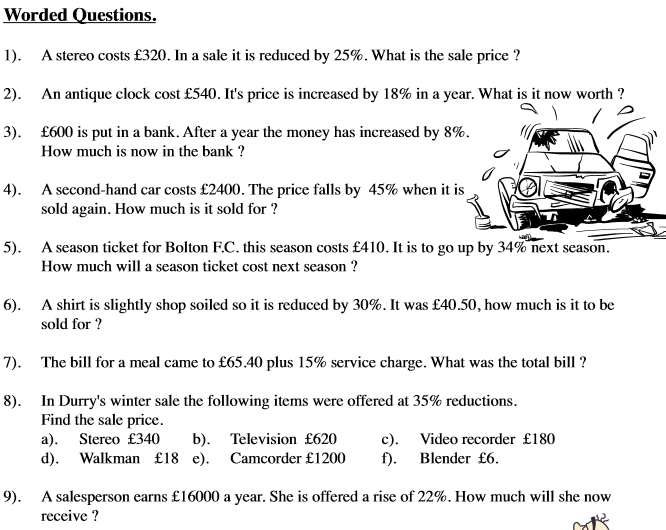 Worded Questions.
1). A stereo costs £320. In a sale it is reduced by 25%. What is the sale price ?
2). An antique clock cost £540. It's price is increased by 18% in a year. What is it now worth ?
3). £600 is put in a bank. After a year the money has increased by 8%.
How much is now in the bank ?
4). A second-hand car costs £2400. The price falls by 45% when it is
sold again. How much is it sold for ?
5). A season ticket for Bolton F.C. this season costs £410. It is to go up by 34% next season.
How much will a season ticket cost next season ?
6). A shirt is slightly shop soiled so it is reduced by 30%. It was £40.50, how much is it to be
sold for ?
7). The bill for a meal came to £65.40 plus 15% service charge. What was the total bill ?
8). In Durry's winter sale the following items were offered at 35% reductions.
Find the sale price.
a). Stereo £340 b). Television £620 c). Video recorder £180
d). Walkman £18 e). Camcorder £1200 f). Blender £6.
9). A salesperson earns £16000 a year. She is offered a rise of 22%. How much will she now
receive ?